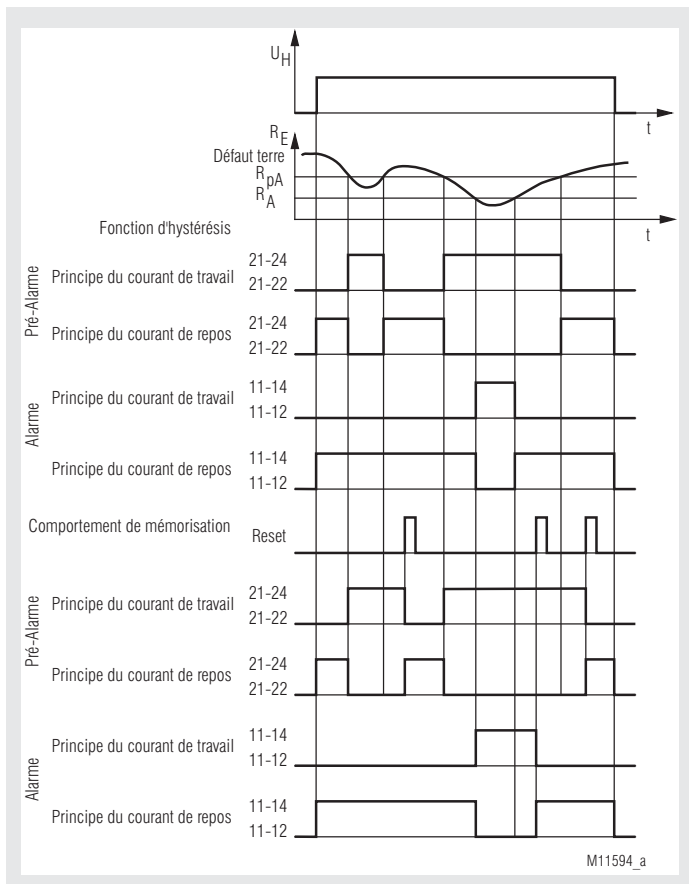 U_H
t
R_E
Défaut terre
R_pA
R_A
t
Fonction d'hystérésis
Pré-Alarme
Principe du courant de travail
21-24
21-22
Principe du courant de repos
21-24
21-22
Alarme
Principe du courant de travail
11-14
11-12
Principe du courant de repos
11-14
11-12
Comportement de mémorisation
Reset
Pré-Alarme
Principe du courant de travail
21-24
21-22
Principe du courant de repos
21-24
21-22
Alarme
Principe du courant de travail
11-14
11-12
Principe du courant de repos
11-14
11-12
M11594_a